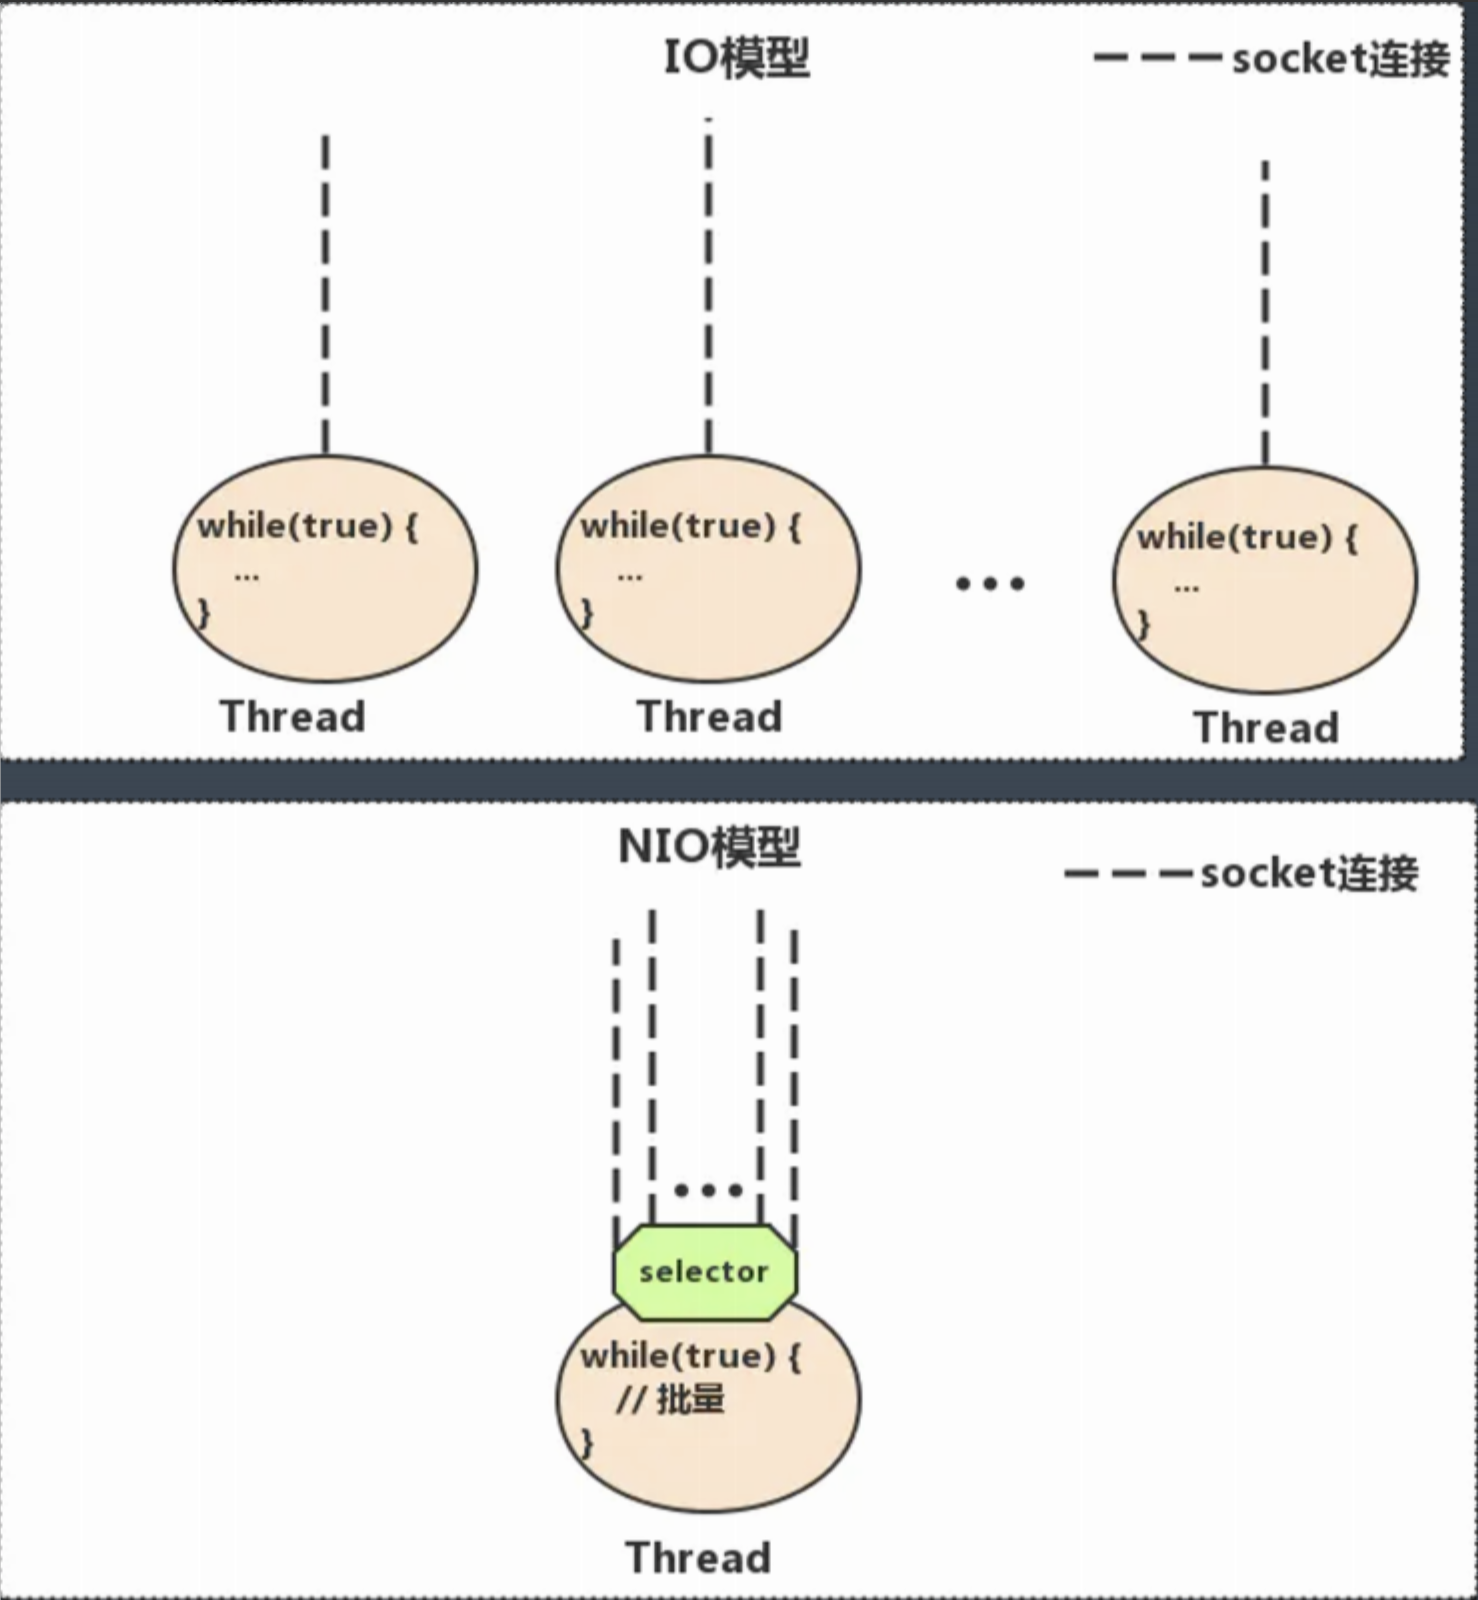 IO模型
socket连接
while(true) {
...
}
Thread
while(true) {
...
}
Thread
...
while(true) {
...
}
Thread
NIO模型
socket连接
...
selector
while(true) {
// 批量
}
Thread